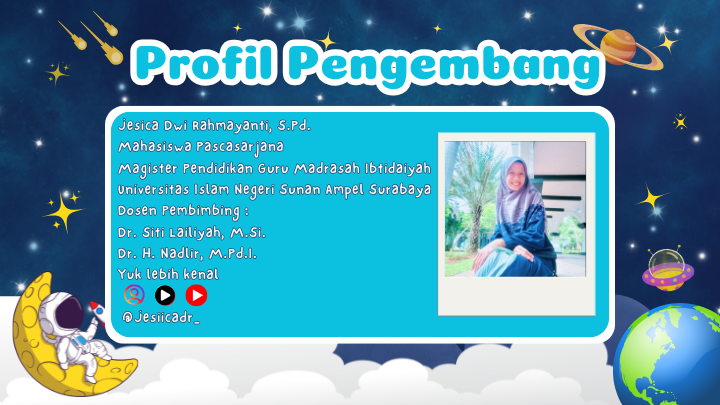 Profil Pengembang
Jesica Dwi Rahmayanti, S.Pd.
Mahasiswa Pascasarjana
Magister Pendidikan Guru Madrasah Ibtidaiyah
Universitas Islam Negeri Sunan Ampel Surabaya
Dosen Pembimbing :
Dr. Siti Lailiyah, M.Si.
Dr. H. Nadlir, M.Pd.I.
Yuk lebih kenal
@Jesiicadr_